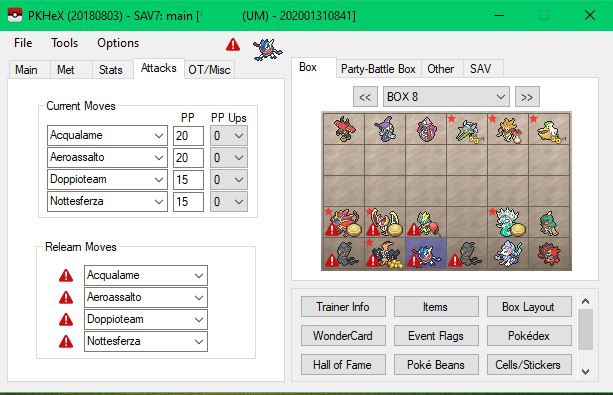 PKHeX (20180803) - SAV7: main [' (UM) - 202001310841]
File Tools Options
Main Met Stats Attacks OT/Misc
Current Moves
PP PP Ups
Acqualame 20 0
Aeroassalto 20 0
Doppioteam 15 0
Nottesferza 15 0
Relearn Moves
Acqualame
Aeroassalto
Doppioteam
Nottesferza
Box Party-Battle Box Other SAV
<< BOX 8 >>
Trainer Info Items Box Layout
WonderCard Event Flags Pokédex
Hall of Fame Poké Beans Cells/Stickers